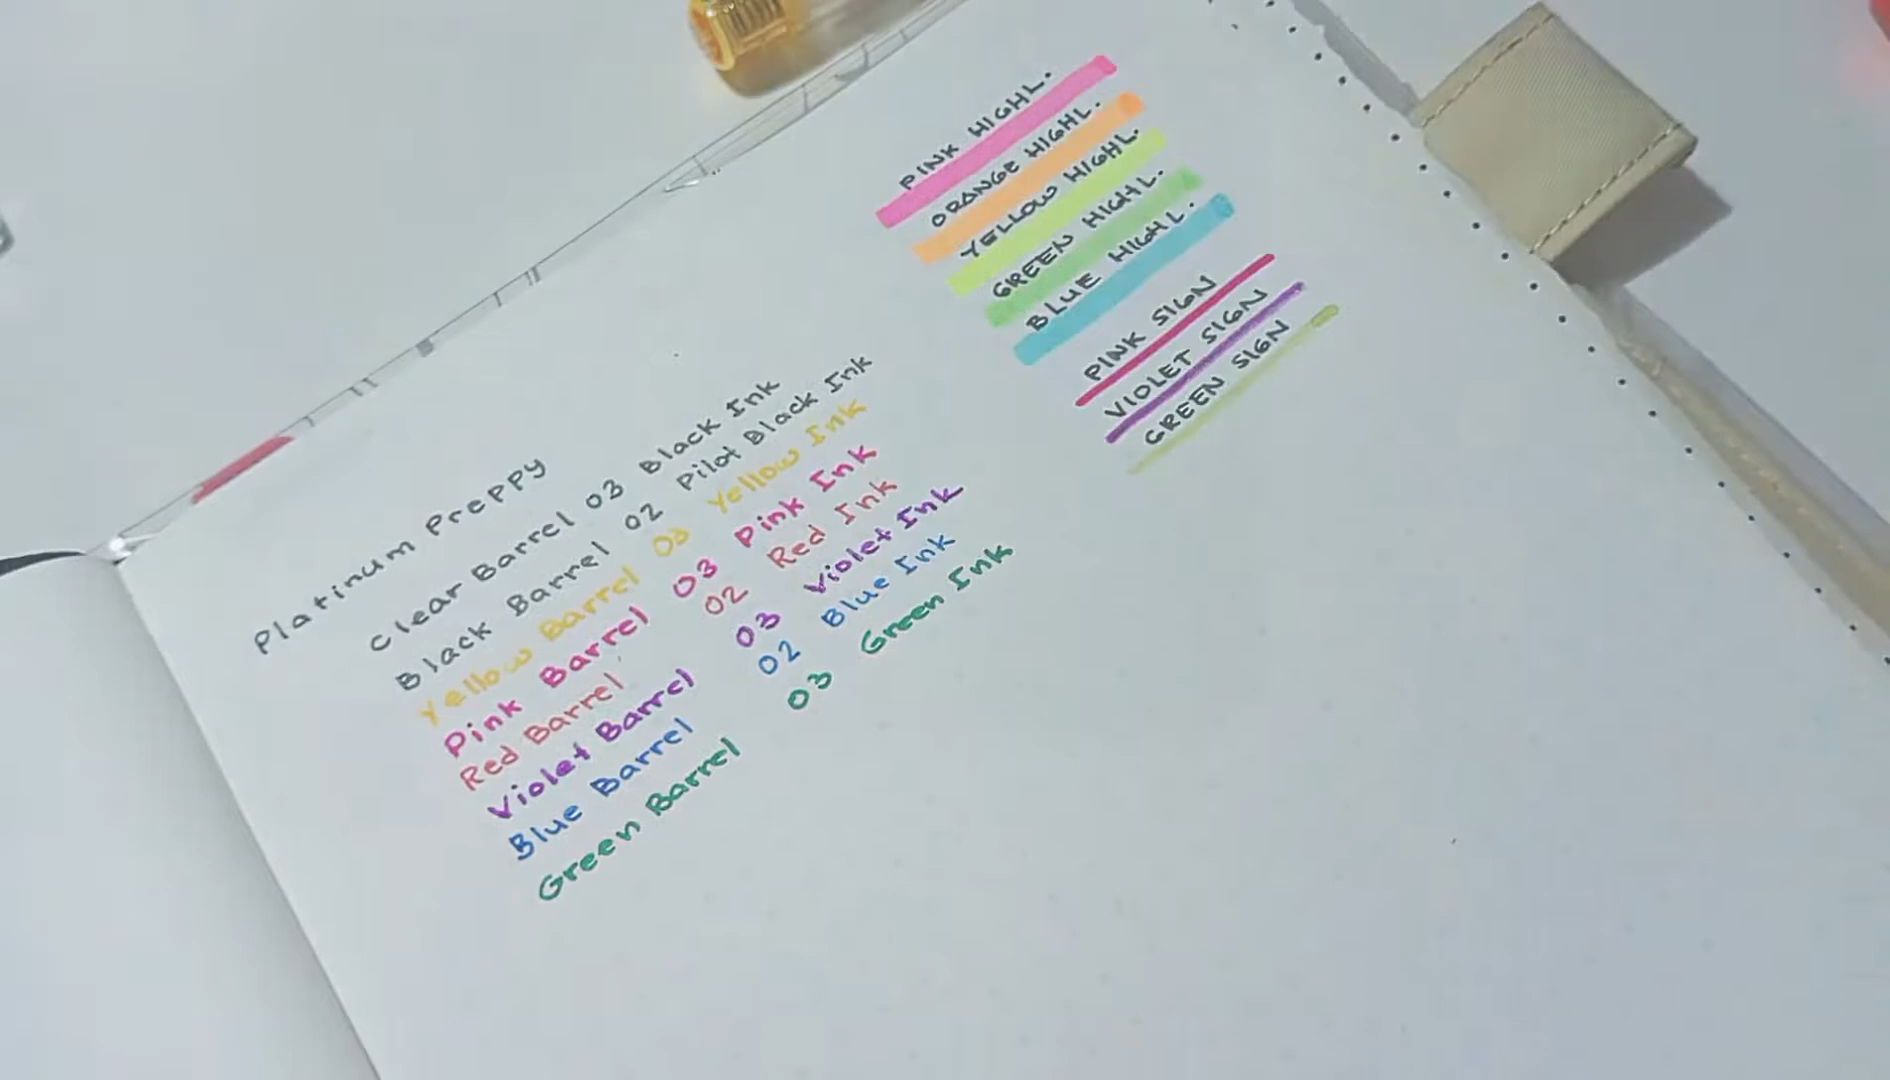 Platinum Preppy
Clear Barrel 03 Black Ink
Black Barrel 02 Pilot Black Ink
Yellow Barrel 03 Yellow Ink
Pink Barrel 03 Pink Ink
Red Barrel 02 Red Ink
Violet Barrel 03 Violet Ink
Blue Barrel 02 Blue Ink
Green Barrel 03 Green Ink
PINK HIGHL.
ORANGE HIGHL.
YELLOW HIGHL.
GREEN HIGHL.
BLUE HIGHL.
PINK SIGN
VIOLET SIGN
GREEN SIGN